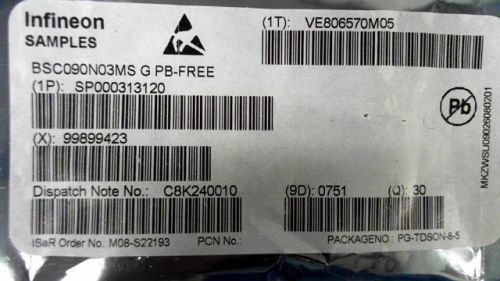 Infineon
SAMPLES
(1T): VE806570M05
BSC090N03MS G PB-FREE
(1P): SP000313120
Pb
(X): 99899423
MKZWSU09026080201
Dispatch Note No.: C8K240010
(9D): 0751
(Q): 30
iSaR Order No. M08-S22193
PCN No.:
PACKAGENO.: PG-TDSON-8-5